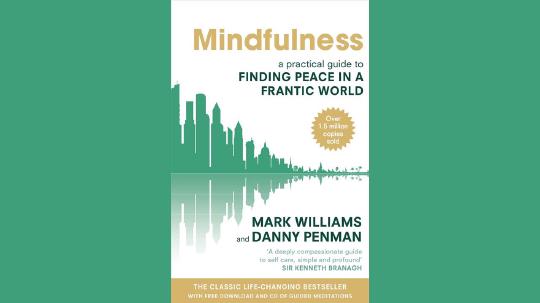 Mindfulness
a practical guide to
FINDING PEACE IN A
FRANTIC WORLD
Over
1.5 million
copies
sold
MARK WILLIAMS
and DANNY PENMAN
'A deeply compassionate guide
to self care, simple and profound'
SIR KENNETH BRANAGH
THE CLASSIC LIFE-CHANGING BESTSELLER
WITH FREE DOWNLOAD AND CD OF GUIDED MEDITATIONS